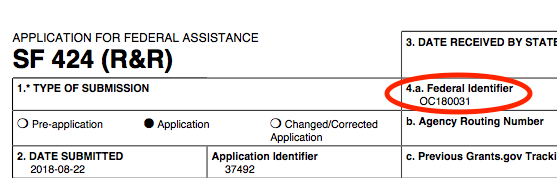 APPLICATION FOR FEDERAL ASSISTANCE
SF 424 (R&R)
3. DATE RECEIVED BY STATE
1.* TYPE OF SUBMISSION
4.a. Federal Identifier
OC180031
Pre-application
Application
Changed/Corrected
Application
b. Agency Routing Number
2. DATE SUBMITTED
2018-08-22
Application Identifier
37492
c. Previous Grants.gov Tracki